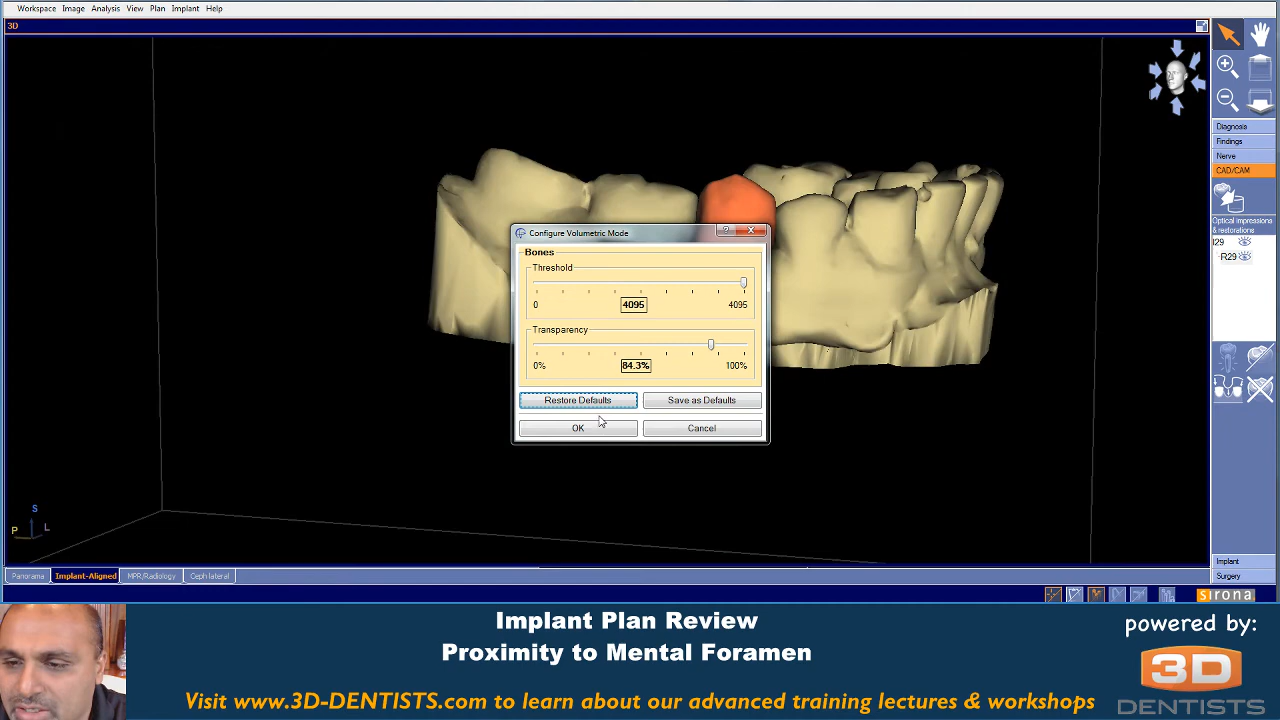 Workspace Image Analysis View Plan Implant Help
3D
Diagnosis
Findings
Nerve
CAD/CAM
Optical impressions
& restorations
I29
R29
Configure Volumetric Mode
?
Bones
Threshold
0 4095 4095
Transparency
0% 84.3% 100%
Restore Defaults Save as Defaults
OK Cancel
S
P L
Implant
Surgery
Panorama Implant-Aligned MPR/Radiology Ceph lateral
sirona
Implant Plan Review
Proximity to Mental Foramen
Visit www.3D-DENTISTS.com to learn about our advanced training lectures & workshops
powered by:
3D
DENTISTS